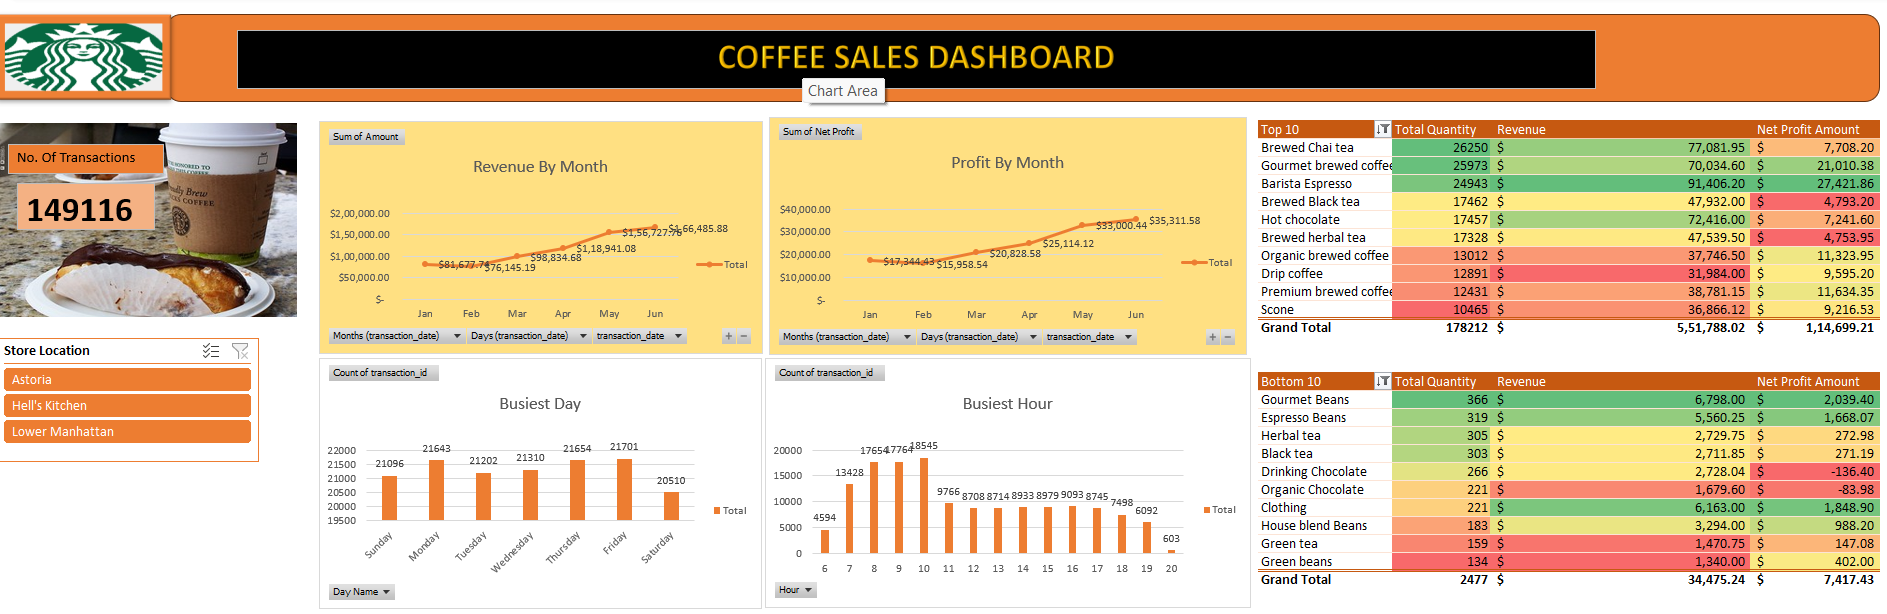 COFFEE SALES DASHBOARD
Chart Area
No. Of Transactions
149116
Store Location
Astoria
Hell's Kitchen
Lower Manhattan
Sum of Amount
Revenue By Month
$2,00,000.00
$1,50,000.00
$1,00,000.00
$50,000.00
$-
$81,677.74
$76,145.19
$98,834.68
$1,18,941.08
$1,56,727.76
$1,66,485.88
Total
Jan Feb Mar Apr May Jun
Months (transaction_date) Days (transaction_date) transaction_date
Sum of Net Profit
Profit By Month
$40,000.00
$30,000.00
$20,000.00
$10,000.00
$-
$17,344.43
$15,958.54
$20,828.58
$25,114.12
$33,000.44
$35,311.58
Total
Jan Feb Mar Apr May Jun
Months (transaction_date) Days (transaction_date) transaction_date
Count of transaction_id
Busiest Day
22000
21500
21000
20500
20000
19500
21096 21643 21202 21310 21654 21701 20510
Total
Sunday Monday Tuesday Wednesday Thursday Friday Saturday
Day Name
Count of transaction_id
Busiest Hour
20000
15000
10000
5000
0
4594 13428 17654 17764 18545 9766 8708 8714 8933 8979 9093 8745 7498 6092 603
Total
6 7 8 9 10 11 12 13 14 15 16 17 18 19 20
Hour
Top 10 Total Quantity Revenue Net Profit Amount
Brewed Chai tea 26250 $ 77,081.95 $ 7,708.20
Gourmet brewed coffee 25973 $ 70,034.60 $ 21,010.38
Barista Espresso 24943 $ 91,406.20 $ 27,421.86
Brewed Black tea 17462 $ 47,932.00 $ 4,793.20
Hot chocolate 17457 $ 72,416.00 $ 7,241.60
Brewed herbal tea 17328 $ 47,539.50 $ 4,753.95
Organic brewed coffee 13012 $ 37,746.50 $ 11,323.95
Drip coffee 12891 $ 31,984.00 $ 9,595.20
Premium brewed coffee 12431 $ 38,781.15 $ 11,634.35
Scone 10465 $ 36,866.12 $ 9,216.53
Grand Total 178212 $ 5,51,788.02 $ 1,14,699.21
Bottom 10 Total Quantity Revenue Net Profit Amount
Gourmet Beans 366 $ 6,798.00 $ 2,039.40
Espresso Beans 319 $ 5,560.25 $ 1,668.07
Herbal tea 305 $ 2,729.75 $ 272.98
Black tea 303 $ 2,711.85 $ 271.19
Drinking Chocolate 266 $ 2,728.04 $ -136.40
Organic Chocolate 221 $ 1,679.60 $ -83.98
Clothing 221 $ 6,163.00 $ 1,848.90
House blend Beans 183 $ 3,294.00 $ 988.20
Green tea 159 $ 1,470.75 $ 147.08
Green beans 134 $ 1,340.00 $ 402.00
Grand Total 2477 $ 34,475.24 $ 7,417.43